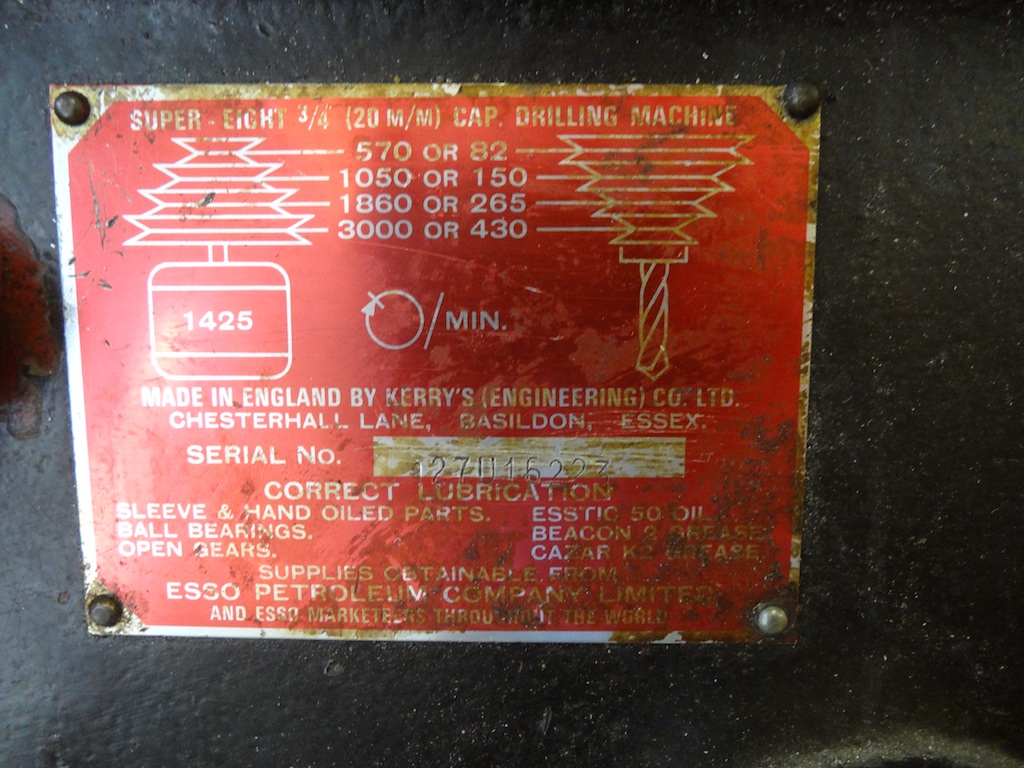 SUPER - EIGHT 3/4" (20 M/M) CAP. DRILLING MACHINE
570 OR 82
1050 OR 150
1860 OR 265
3000 OR 430
1425
/MIN.
MADE IN ENGLAND BY KERRY'S (ENGINEERING) CO. LTD.
CHESTERHALL LANE, BASILDON, ESSEX.
SERIAL No.
CORRECT LUBRICATION
SLEEVE & HAND OILED PARTS. ESSTIC 50 OIL
BALL BEARINGS. BEACON 2 GREASE
OPEN GEARS. CAZAR K2 GREASE.
SUPPLIES OBTAINABLE FROM
ESSO PETROLEUM COMPANY LIMITED
AND ESSO MARKETERS THROUGHOUT THE WORLD